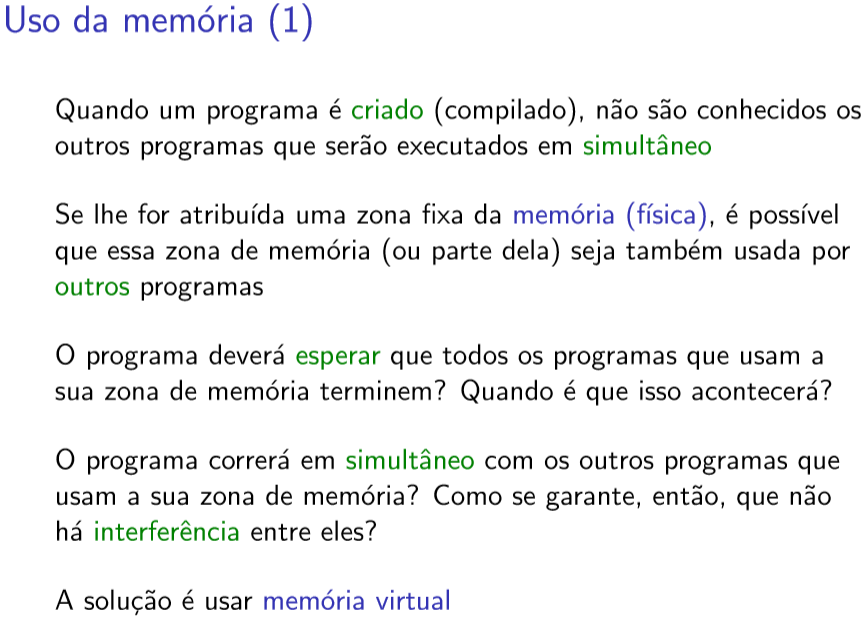 Uso da memória (1)
Quando um programa é criado (compilado), não são conhecidos os
outros programas que serão executados em simultâneo
Se lhe for atribuída uma zona fixa da memória (física), é possível
que essa zona de memória (ou parte dela) seja também usada por
outros programas
O programa deverá esperar que todos os programas que usam a
sua zona de memória terminem? Quando é que isso acontecerá?
O programa correrá em simultâneo com os outros programas que
usam a sua zona de memória? Como se garante, então, que não
há interferência entre eles?
A solução é usar memória virtual